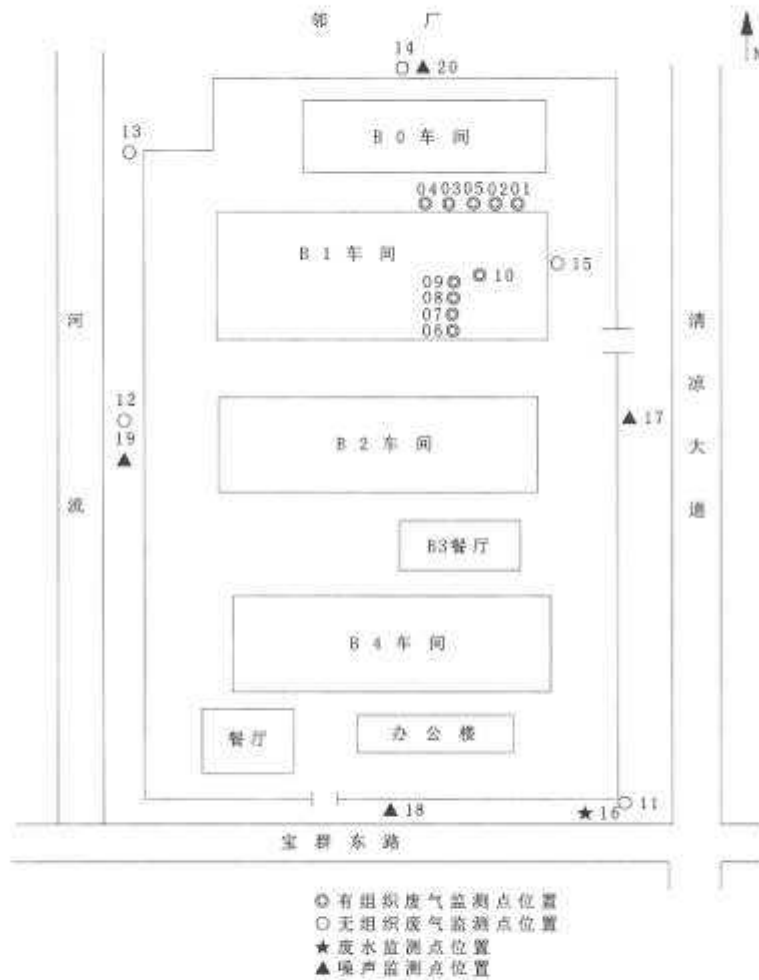 邻 厂
N
14
20
13
B 0 车 间
04 03 05 02 01
B 1 车 间
15
10
09
08
07
06
河 流
清 凉 大 道
12
19
17
B 2 车 间
B3餐厅
B 4 车 间
餐厅
办 公 楼
18
16
11
宝 群 东 路
有组织废气监测点位置
无组织废气监测点位置
废水监测点位置
噪声监测点位置